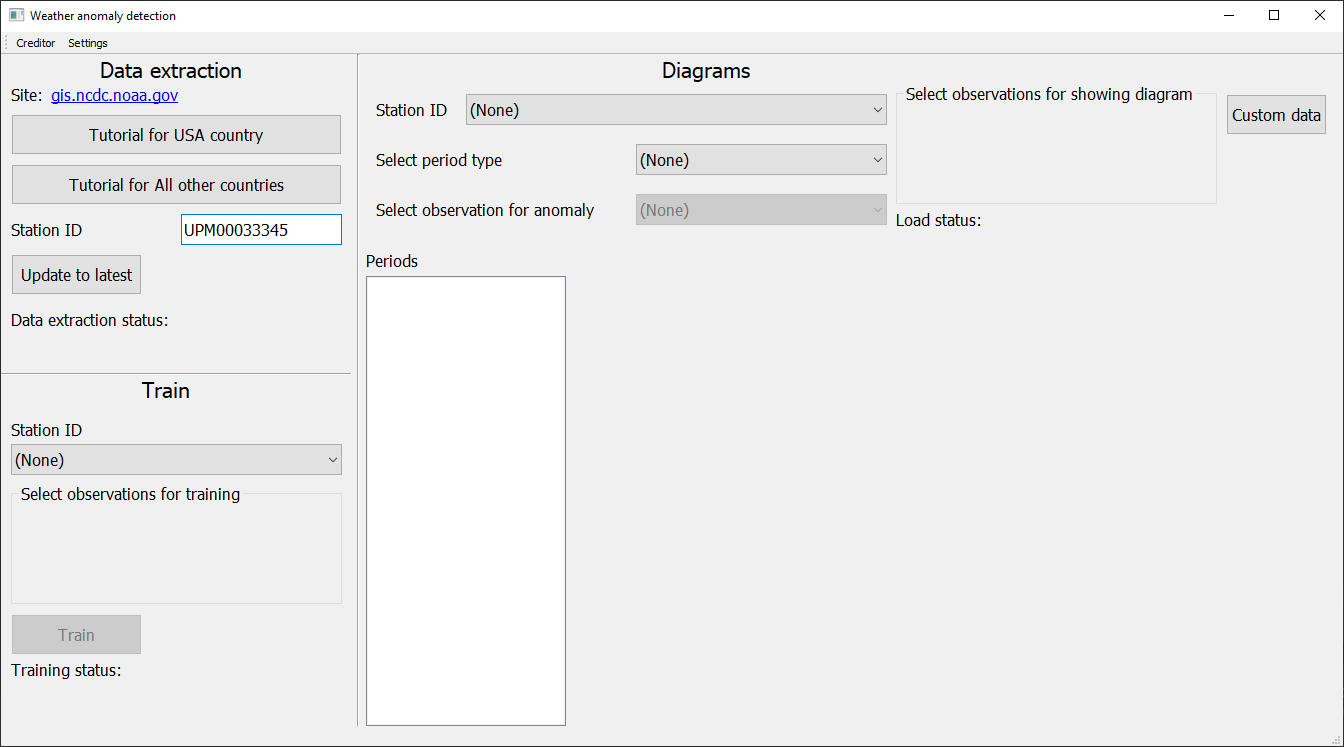 Weather anomaly detection
Creditor Settings
Data extraction
Site: gis.ncdc.noaa.gov
Tutorial for USA country
Tutorial for All other countries
Station ID UPM00033345
Update to latest
Data extraction status:
Train
Station ID
(None)
Select observations for training
Train
Training status:
Diagrams
Station ID (None)
Select period type (None)
Select observation for anomaly (None)
Periods
Select observations for showing diagram
Load status:
Custom data